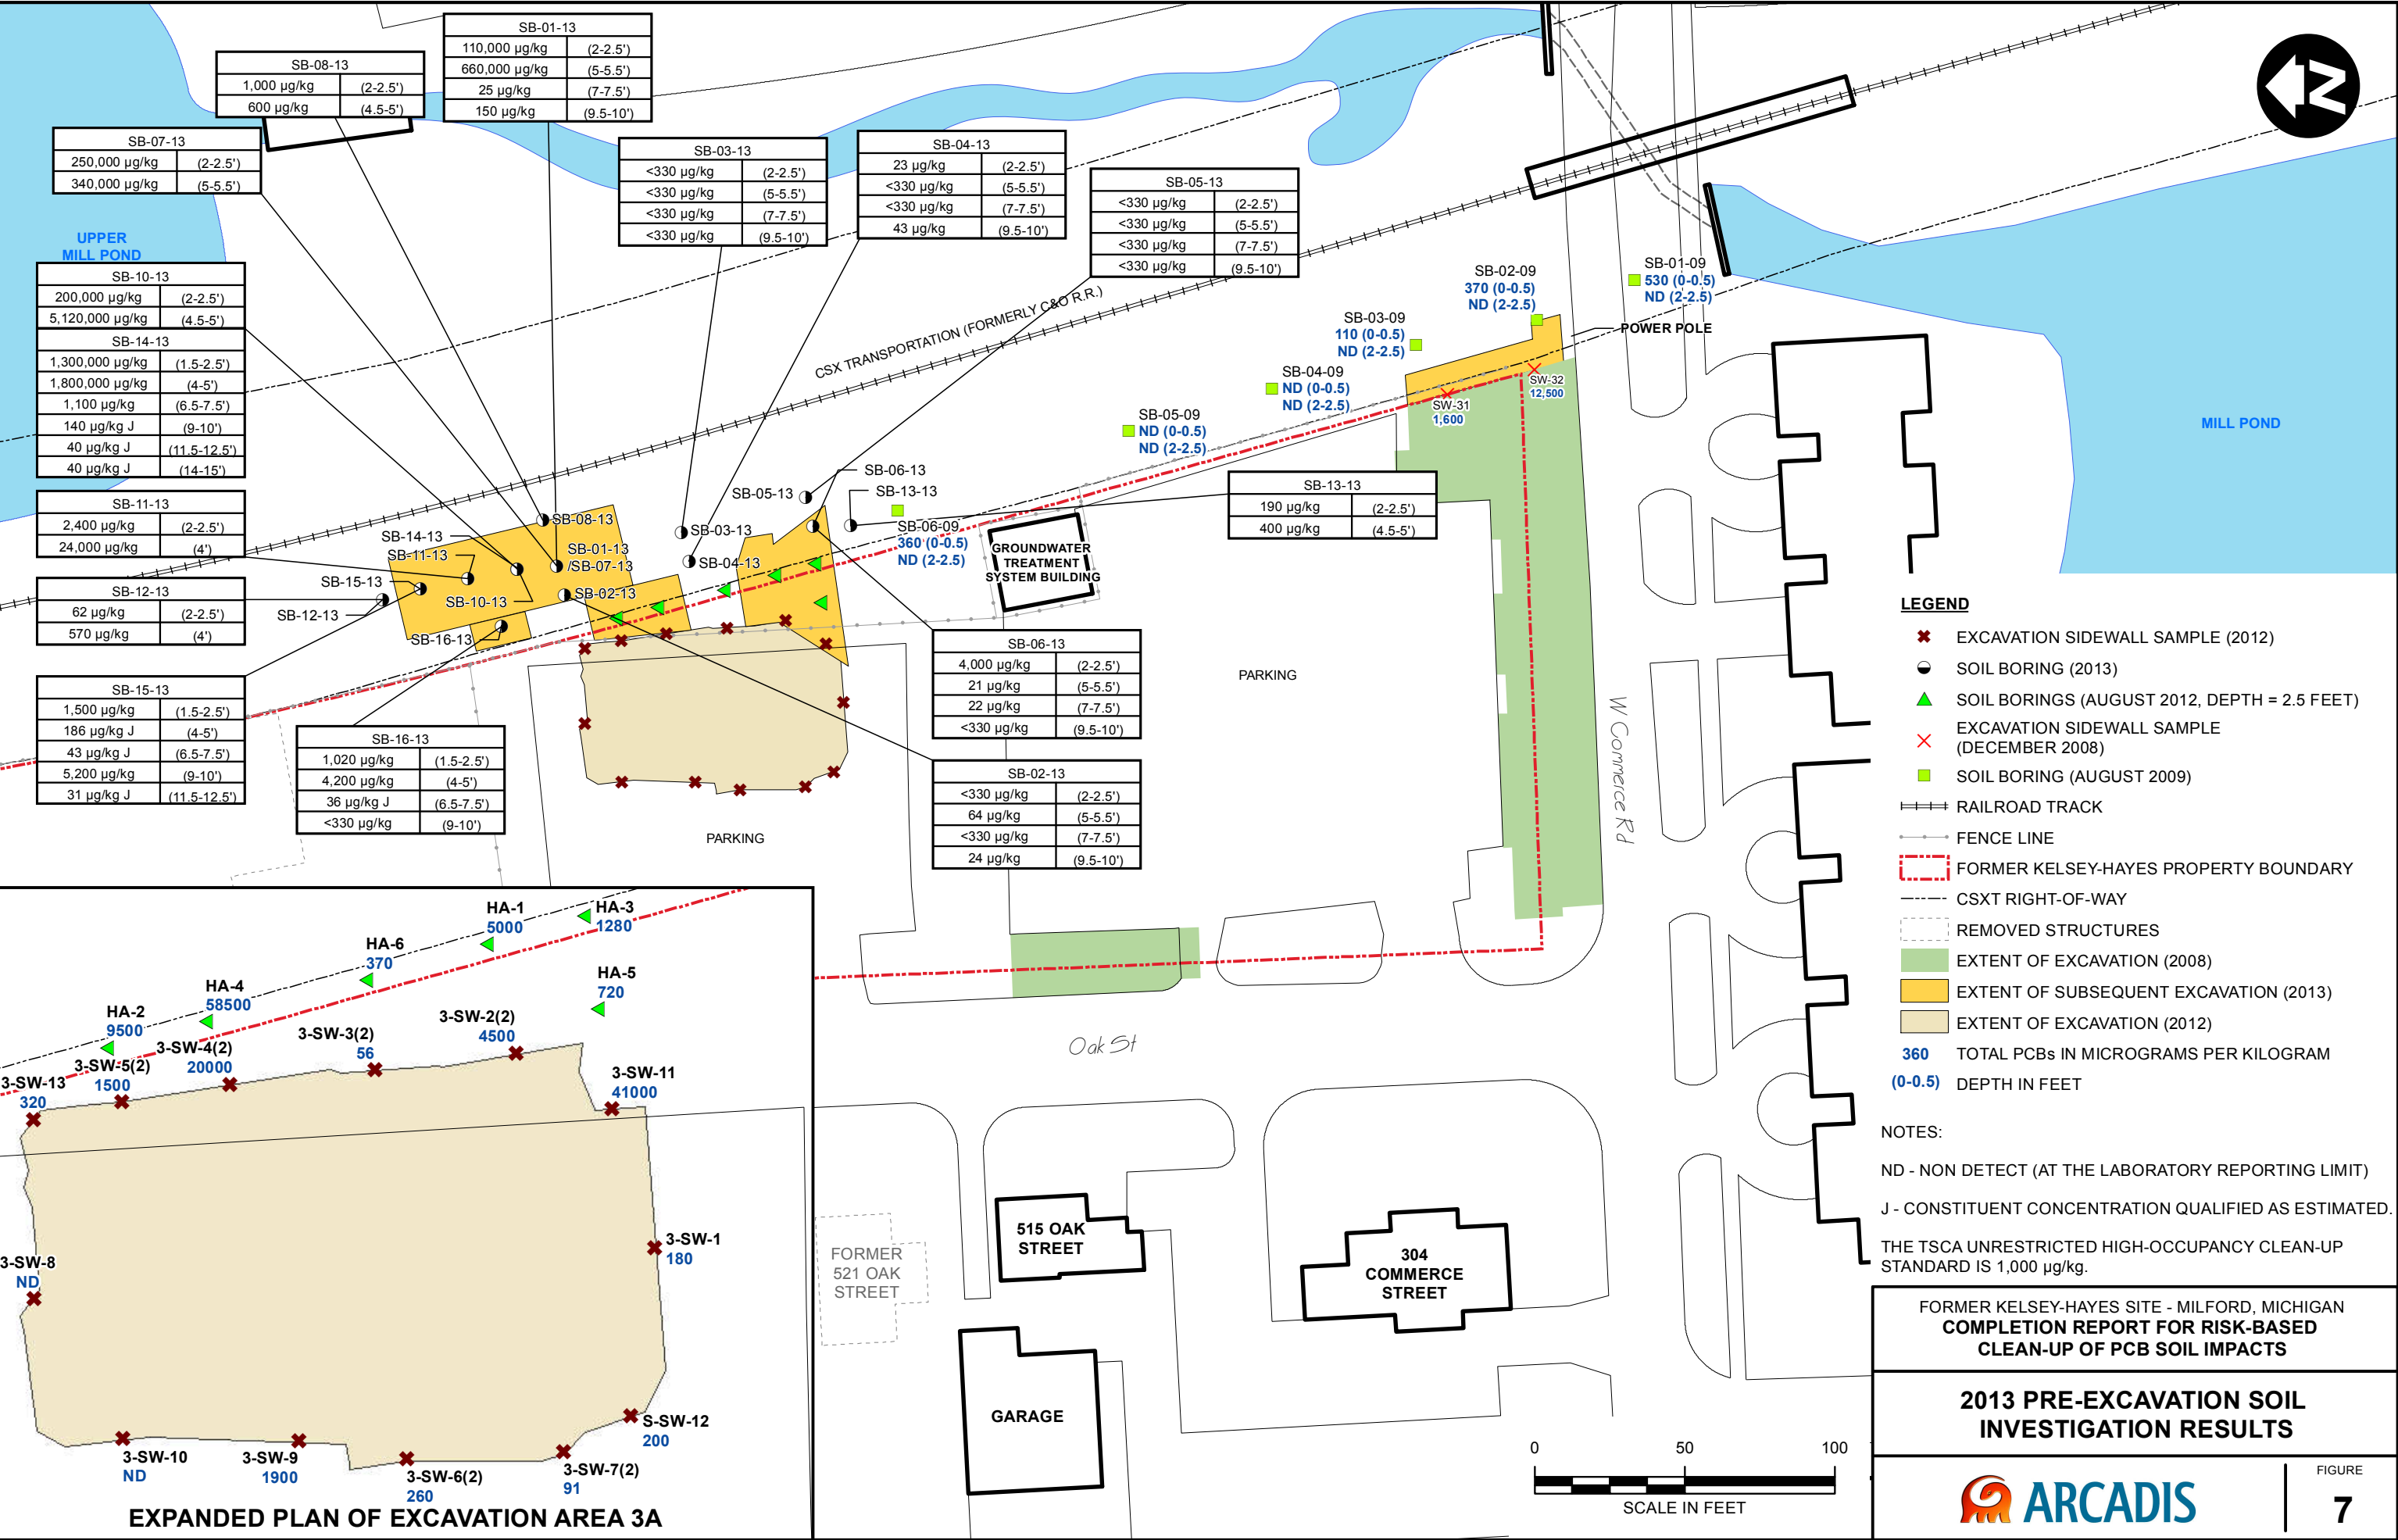 SB-01-13
110,000 µg/kg (2-2.5')
660,000 µg/kg (5-5.5')
25 µg/kg (7-7.5')
150 µg/kg (9.5-10')
SB-08-13
1,000 µg/kg (2-2.5')
600 µg/kg (4.5-5')
SB-07-13
250,000 µg/kg (2-2.5')
340,000 µg/kg (5-5.5')
SB-03-13
<330 µg/kg (2-2.5')
<330 µg/kg (5-5.5')
<330 µg/kg (7-7.5')
<330 µg/kg (9.5-10')
SB-04-13
23 µg/kg (2-2.5')
<330 µg/kg (5-5.5')
<330 µg/kg (7-7.5')
43 µg/kg (9.5-10')
SB-05-13
<330 µg/kg (2-2.5')
<330 µg/kg (5-5.5')
<330 µg/kg (7-7.5')
<330 µg/kg (9.5-10')
N
UPPER
MILL POND
SB-10-13
200,000 µg/kg (2-2.5')
5,120,000 µg/kg (4.5-5')
SB-14-13
1,300,000 µg/kg (1.5-2.5')
1,800,000 µg/kg (4-5')
1,100 µg/kg (6.5-7.5')
140 µg/kg J (9-10')
40 µg/kg J (11.5-12.5')
40 µg/kg J (14-15')
SB-11-13
2,400 µg/kg (2-2.5')
24,000 µg/kg (4')
SB-12-13
62 µg/kg (2-2.5')
570 µg/kg (4')
SB-15-13
1,500 µg/kg (1.5-2.5')
186 µg/kg J (4-5')
43 µg/kg J (6.5-7.5')
5,200 µg/kg (9-10')
31 µg/kg J (11.5-12.5')
SB-16-13
1,020 µg/kg (1.5-2.5')
4,200 µg/kg (4-5')
36 µg/kg J (6.5-7.5')
<330 µg/kg (9-10')
CSX TRANSPORTATION (FORMERLY C&O R.R.)
SB-01-09
530 (0-0.5)
ND (2-2.5)
SB-02-09
370 (0-0.5)
ND (2-2.5)
SB-03-09
110 (0-0.5)
ND (2-2.5)
SB-04-09
ND (0-0.5)
ND (2-2.5)
SB-05-09
ND (0-0.5)
ND (2-2.5)
POWER POLE
SW-32
12,500
SW-31
1,600
MILL POND
SB-13-13
190 µg/kg (2-2.5')
400 µg/kg (4.5-5')
SB-06-13
SB-13-13
SB-05-13
SB-06-09
360 (0-0.5)
ND (2-2.5)
SB-03-13
SB-04-13
SB-08-13
SB-14-13
SB-11-13
SB-01-13
/SB-07-13
SB-15-13
SB-02-13
SB-10-13
SB-12-13
SB-16-13
GROUNDWATER
TREATMENT
SYSTEM BUILDING
SB-06-13
4,000 µg/kg (2-2.5')
21 µg/kg (5-5.5')
22 µg/kg (7-7.5')
<330 µg/kg (9.5-10')
SB-02-13
<330 µg/kg (2-2.5')
64 µg/kg (5-5.5')
<330 µg/kg (7-7.5')
24 µg/kg (9.5-10')
PARKING
PARKING
W Commerce Rd
Oak St
LEGEND
EXCAVATION SIDEWALL SAMPLE (2012)
SOIL BORING (2013)
SOIL BORINGS (AUGUST 2012, DEPTH = 2.5 FEET)
EXCAVATION SIDEWALL SAMPLE
(DECEMBER 2008)
SOIL BORING (AUGUST 2009)
RAILROAD TRACK
FENCE LINE
FORMER KELSEY-HAYES PROPERTY BOUNDARY
CSXT RIGHT-OF-WAY
REMOVED STRUCTURES
EXTENT OF EXCAVATION (2008)
EXTENT OF SUBSEQUENT EXCAVATION (2013)
EXTENT OF EXCAVATION (2012)
360 TOTAL PCBs IN MICROGRAMS PER KILOGRAM
(0-0.5) DEPTH IN FEET
NOTES:
ND - NON DETECT (AT THE LABORATORY REPORTING LIMIT)
J - CONSTITUENT CONCENTRATION QUALIFIED AS ESTIMATED.
THE TSCA UNRESTRICTED HIGH-OCCUPANCY CLEAN-UP
STANDARD IS 1,000 µg/kg.
HA-1
5000
HA-3
1280
HA-6
370
HA-5
720
HA-4
58500
HA-2
9500
3-SW-2(2)
4500
3-SW-3(2)
56
3-SW-4(2)
20000
3-SW-5(2)
1500
3-SW-13
320
3-SW-11
41000
3-SW-1
180
3-SW-8
ND
S-SW-12
200
3-SW-10
ND
3-SW-9
1900
3-SW-6(2)
260
3-SW-7(2)
91
EXPANDED PLAN OF EXCAVATION AREA 3A
FORMER
521 OAK
STREET
515 OAK
STREET
304
COMMERCE
STREET
GARAGE
0 50 100
SCALE IN FEET
FORMER KELSEY-HAYES SITE - MILFORD, MICHIGAN
COMPLETION REPORT FOR RISK-BASED
CLEAN-UP OF PCB SOIL IMPACTS
2013 PRE-EXCAVATION SOIL
INVESTIGATION RESULTS
ARCADIS
FIGURE
7